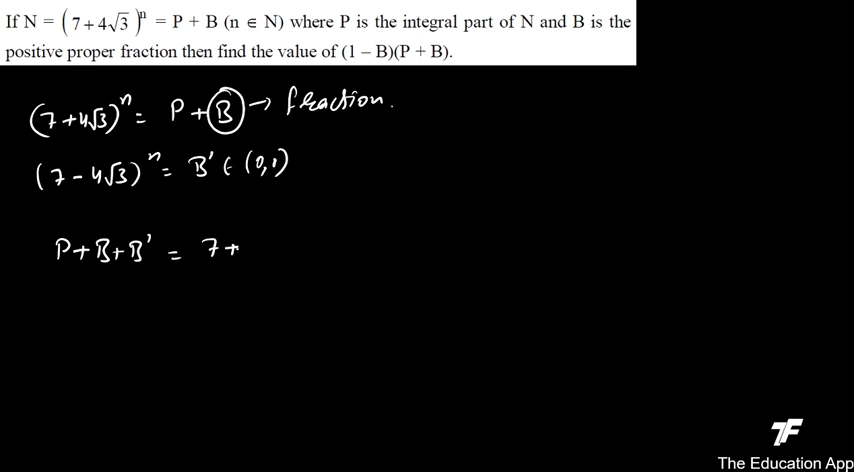 If N = (7 + 4√3)ⁿ = P + B (n ∈ N) where P is the integral part of N and B is the
positive proper fraction then find the value of (1 – B)(P + B).
(7+4√3)ⁿ = P + B → fraction.
(7 - 4√3)ⁿ = B' ∈ (0,1)
P + B + B' = 7 +
The Education App